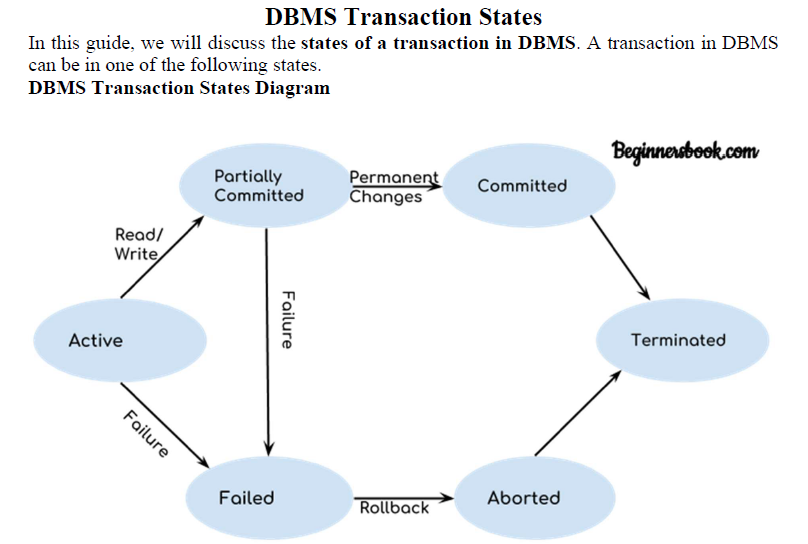 DBMS Transaction States
In this guide, we will discuss the states of a transaction in DBMS. A transaction in DBMS
can be in one of the following states.
DBMS Transaction States Diagram
Beginnersbook.com
Partially
Committed
Permanent
Changes
Committed
Read/
Write
Failure
Active
Terminated
Failure
Failed
Rollback
Aborted